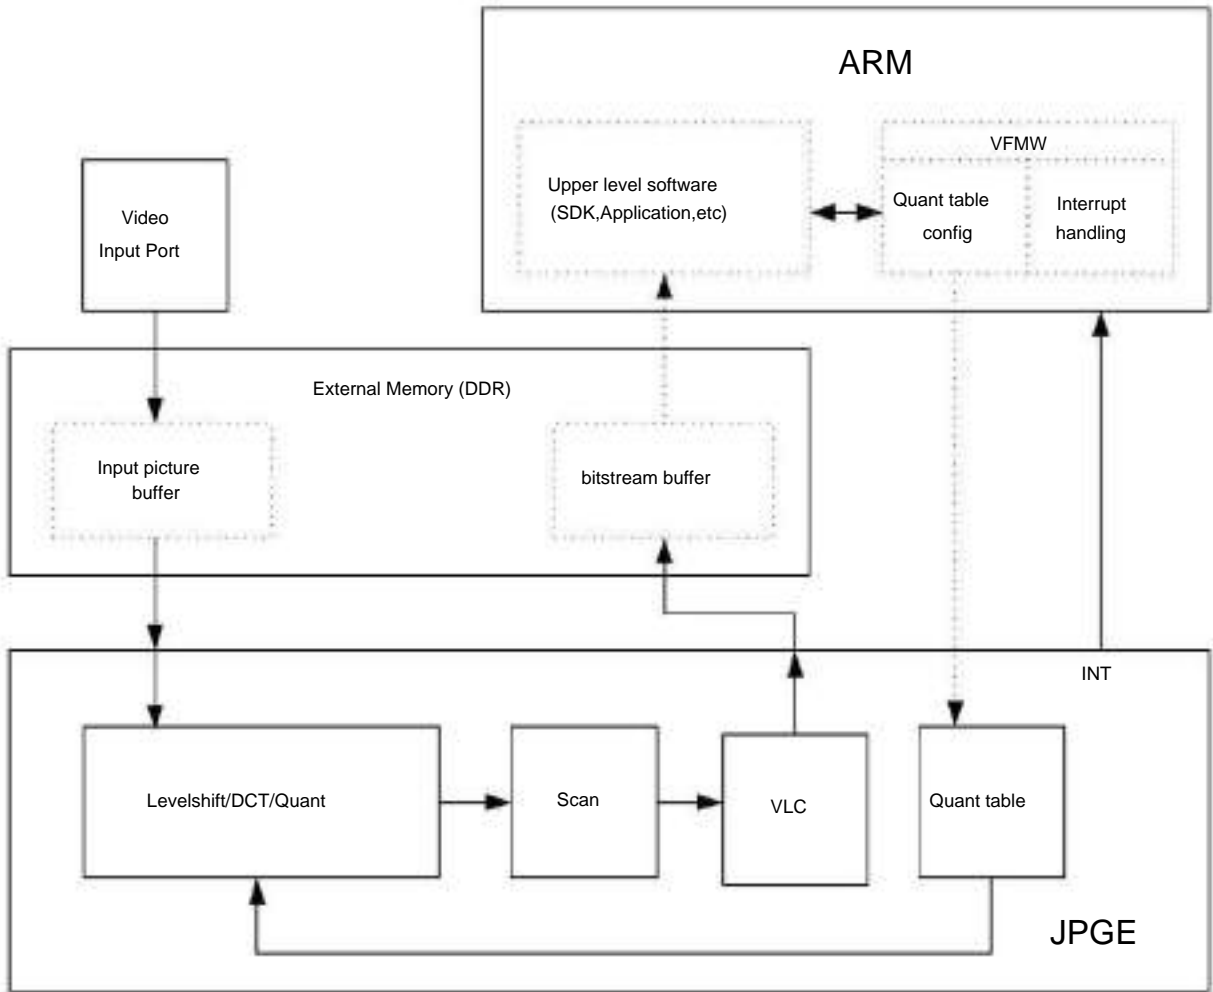 ARM
VFMW
Upper level software
(SDK,Application,etc)
Quant table
config
Interrupt
handling
Video
Input Port
External Memory (DDR)
Input picture
buffer
bitstream buffer
INT
Levelshift/DCT/Quant
Scan
VLC
Quant table
JPGE